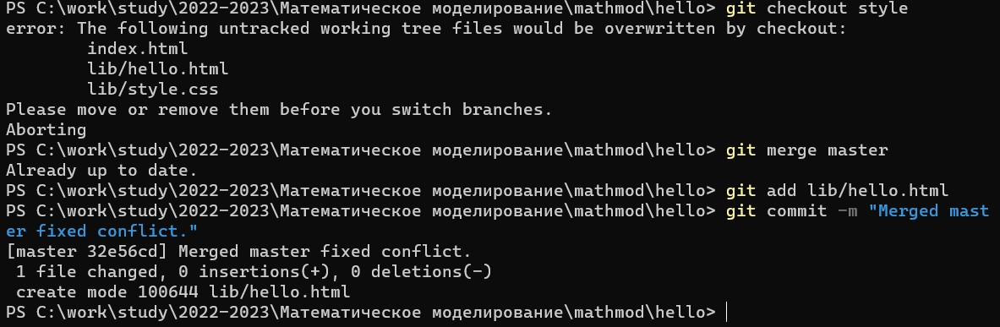 PS C:\work\study\2022-2023\Математическое моделирование\mathmod\hello> git checkout style
error: The following untracked working tree files would be overwritten by checkout:
        index.html
        lib/hello.html
        lib/style.css
Please move or remove them before you switch branches.
Aborting
PS C:\work\study\2022-2023\Математическое моделирование\mathmod\hello> git merge master
Already up to date.
PS C:\work\study\2022-2023\Математическое моделирование\mathmod\hello> git add lib/hello.html
PS C:\work\study\2022-2023\Математическое моделирование\mathmod\hello> git commit -m "Merged mast
er fixed conflict."
[master 32e56cd] Merged master fixed conflict.
 1 file changed, 0 insertions(+), 0 deletions(-)
 create mode 100644 lib/hello.html
PS C:\work\study\2022-2023\Математическое моделирование\mathmod\hello>